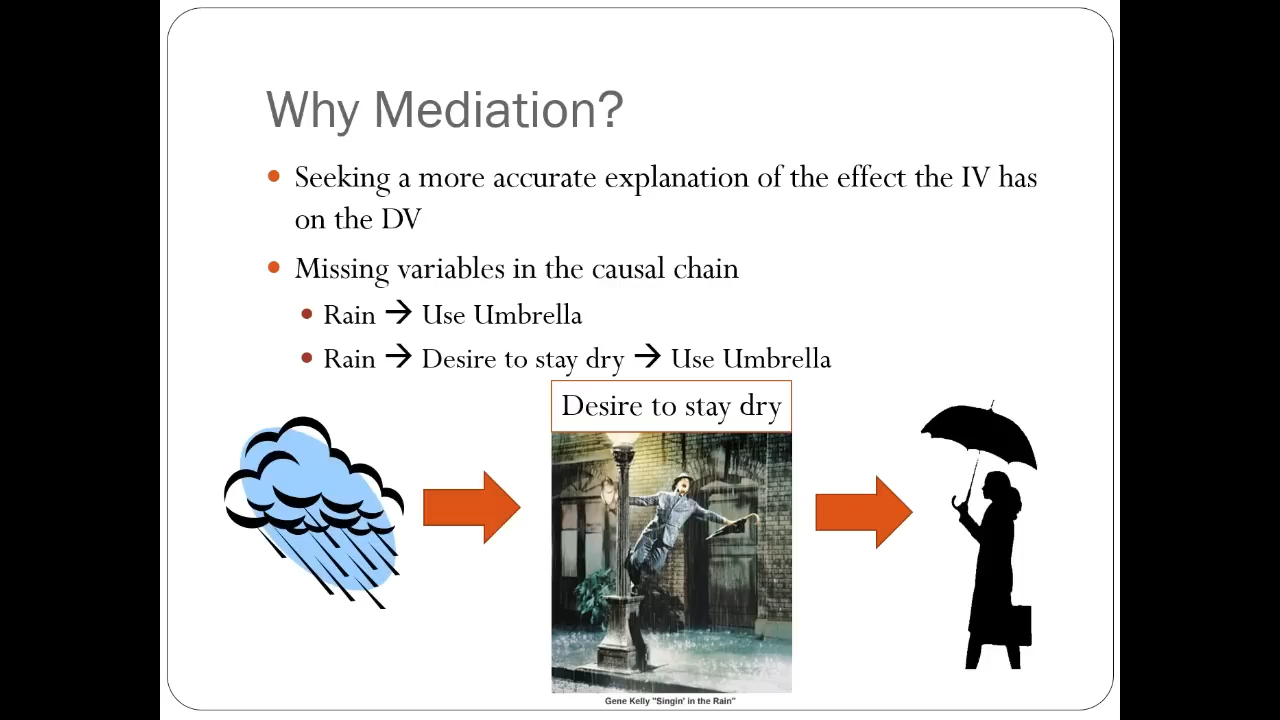 Why Mediation?
Seeking a more accurate explanation of the effect the IV has
on the DV
Missing variables in the causal chain
Rain → Use Umbrella
Rain → Desire to stay dry → Use Umbrella
Desire to stay dry
Gene Kelly "Singin' in the Rain"